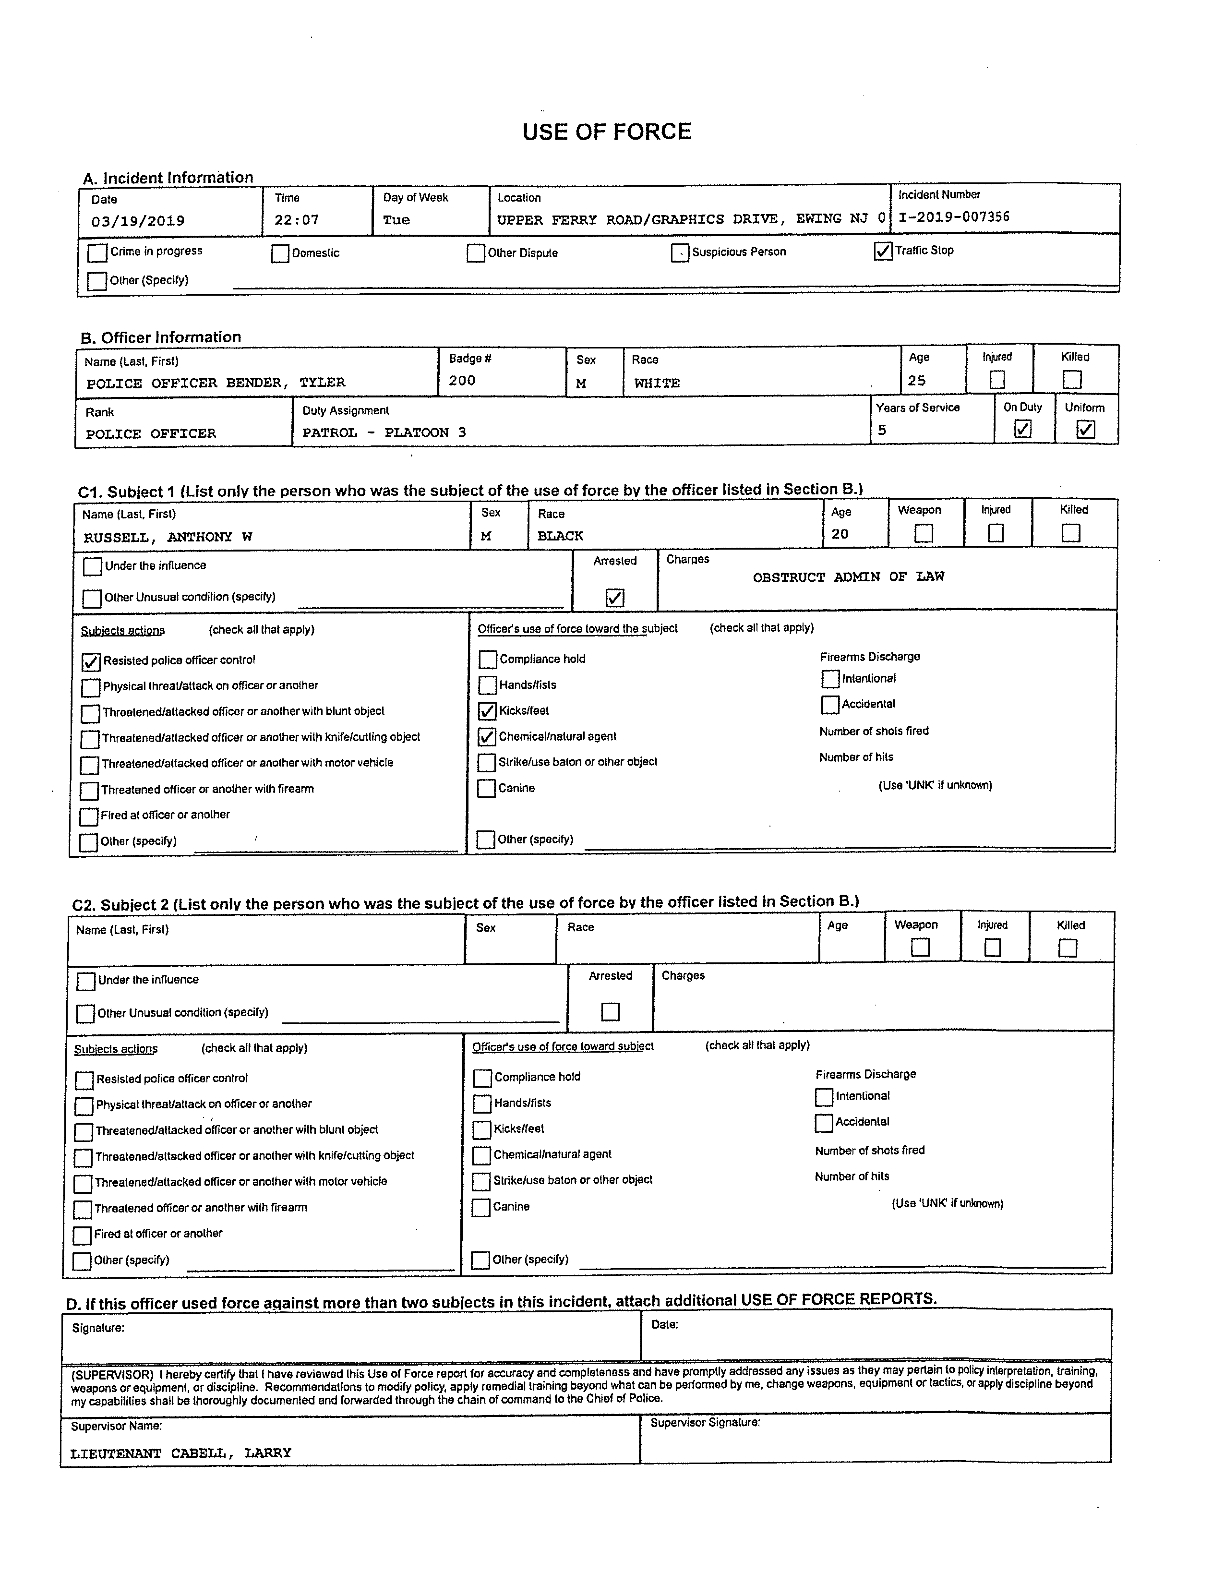 USE OF FORCE
A. Incident Information
Date Time Day of Week Location Incident Number
03/19/2019 22:07 Tue UPPER FERRY ROAD/GRAPHICS DRIVE, EWING NJ 0 I-2019-007356
Crime in progress Domestic Other Dispute Suspicious Person Traffic Stop
Other (Specify)
B. Officer Information
Name (Last, First) Badge # Sex Race Age Injured Killed
POLICE OFFICER BENDER, TYLER 200 M WHITE 25
Rank Duty Assignment Years of Service On Duty Uniform
POLICE OFFICER PATROL - PLATOON 3 5
C1. Subject 1 (List only the person who was the subject of the use of force by the officer listed in Section B.)
Name (Last, First) Sex Race Age Weapon Injured Killed
RUSSELL, ANTHONY W M BLACK 20
Under the influence Arrested Charges
OBSTRUCT ADMIN OF LAW
Other Unusual condition (specify)
Subjects actions (check all that apply) Officer's use of force toward the subject (check all that apply)
Resisted police officer control Compliance hold Firearms Discharge
Physical threat/attack on officer or another Hands/fists Intentional
Threatened/attacked officer or another with blunt object Kicks/feet Accidental
Threatened/attacked officer or another with knife/cutting object Chemical/natural agent Number of shots fired
Threatened/attacked officer or another with motor vehicle Strike/use baton or other object Number of hits
Threatened officer or another with firearm Canine (Use 'UNK' if unknown)
Fired at officer or another
Other (specify) Other (specify)
C2. Subject 2 (List only the person who was the subject of the use of force by the officer listed in Section B.)
Name (Last, First) Sex Race Age Weapon Injured Killed
Under the influence Arrested Charges
Other Unusual condition (specify)
Subjects actions (check all that apply) Officer's use of force toward subject (check all that apply)
Resisted police officer control Compliance hold Firearms Discharge
Physical threat/attack on officer or another Hands/fists Intentional
Threatened/attacked officer or another with blunt object Kicks/feet Accidental
Threatened/attacked officer or another with knife/cutting object Chemical/natural agent Number of shots fired
Threatened/attacked officer or another with motor vehicle Strike/use baton or other object Number of hits
Threatened officer or another with firearm Canine (Use 'UNK' if unknown)
Fired at officer or another
Other (specify) Other (specify)
D. If this officer used force against more than two subjects in this incident, attach additional USE OF FORCE REPORTS.
Signature: Date:
(SUPERVISOR) I hereby certify that I have reviewed this Use of Force report for accuracy and completeness and have promptly addressed any issues as they may pertain to policy interpretation, training,
weapons or equipment, or discipline. Recommendations to modify policy, apply remedial training beyond what can be performed by me, change weapons, equipment or tactics, or apply discipline beyond
my capabilities shall be thoroughly documented and forwarded through the chain of command to the Chief of Police.
Supervisor Name: Supervisor Signature:
LIEUTENANT CABELL, LARRY